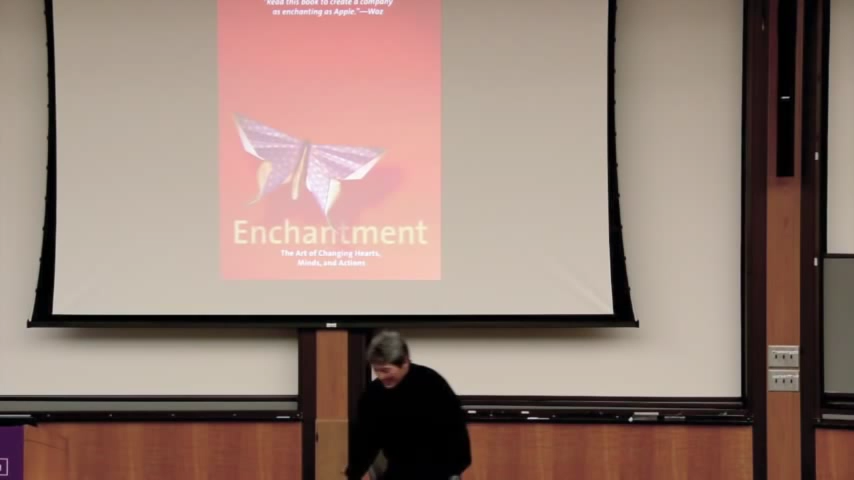 "Read this book to create a company
as enchanting as Apple."—Woz
Enchantment
The Art of Changing Hearts,
Minds, and Actions